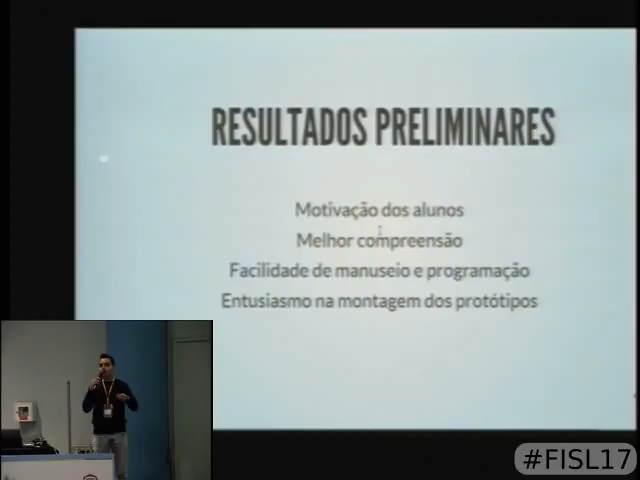 RESULTADOS PRELIMINARES
Motivação dos alunos
Melhor compreensão
Facilidade de manuseio e programação
Entusiasmo na montagem dos protótipos
#FISL17